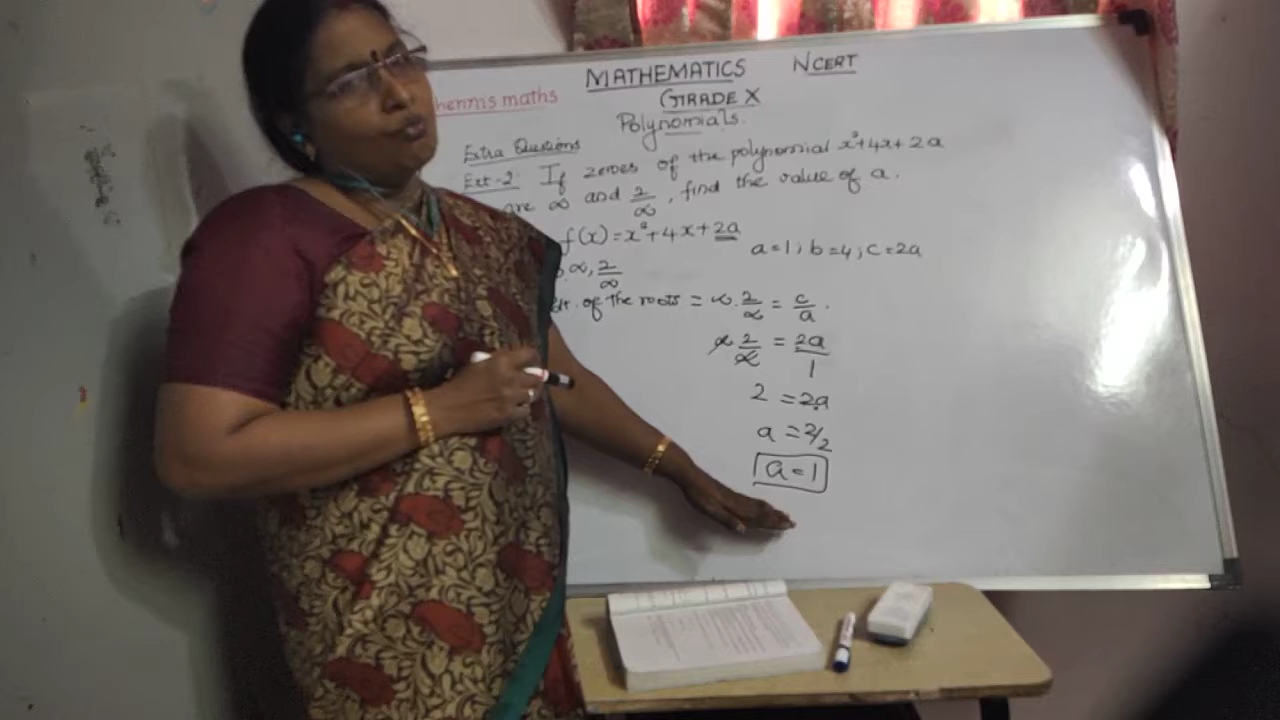 MATHEMATICS NCERT
hennis maths
GRADE X
Polynomials.
Extra Questions
Ext-2: If zeroes of the polynomial x²+4x+2a
are ∝ and 2/∝, find the value of a.
f(x) = x²+4x+2a
a=1; b=4; c=2a
∝, 2/∝
of the roots = ∝. 2/∝ = c/a.
∝ 2/∝ = 2a/1
2 = 2a
a = 2/2
a = 1